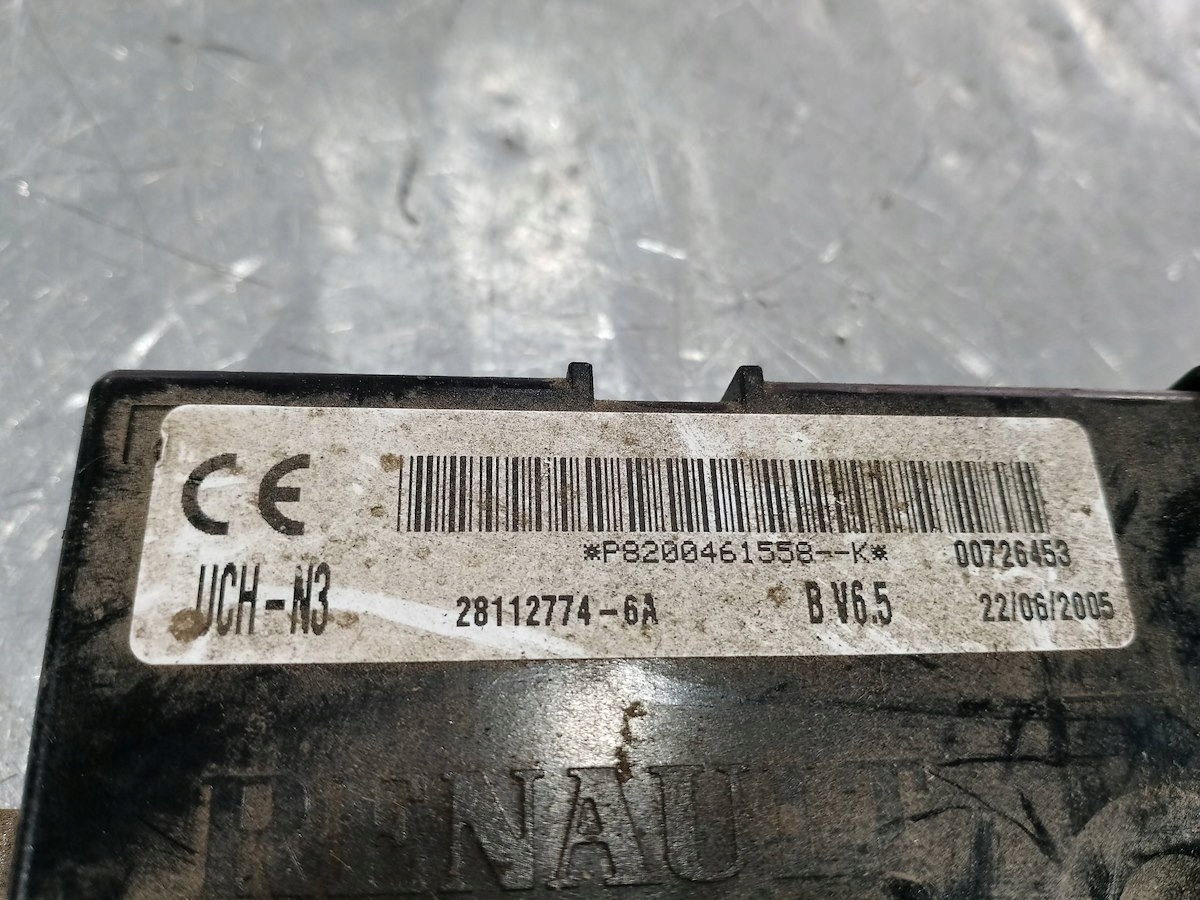 CE
*P8200461558--K* 00726453
UCH-N3 28112774-6A B V6.5 22/06/2005
RENAULT